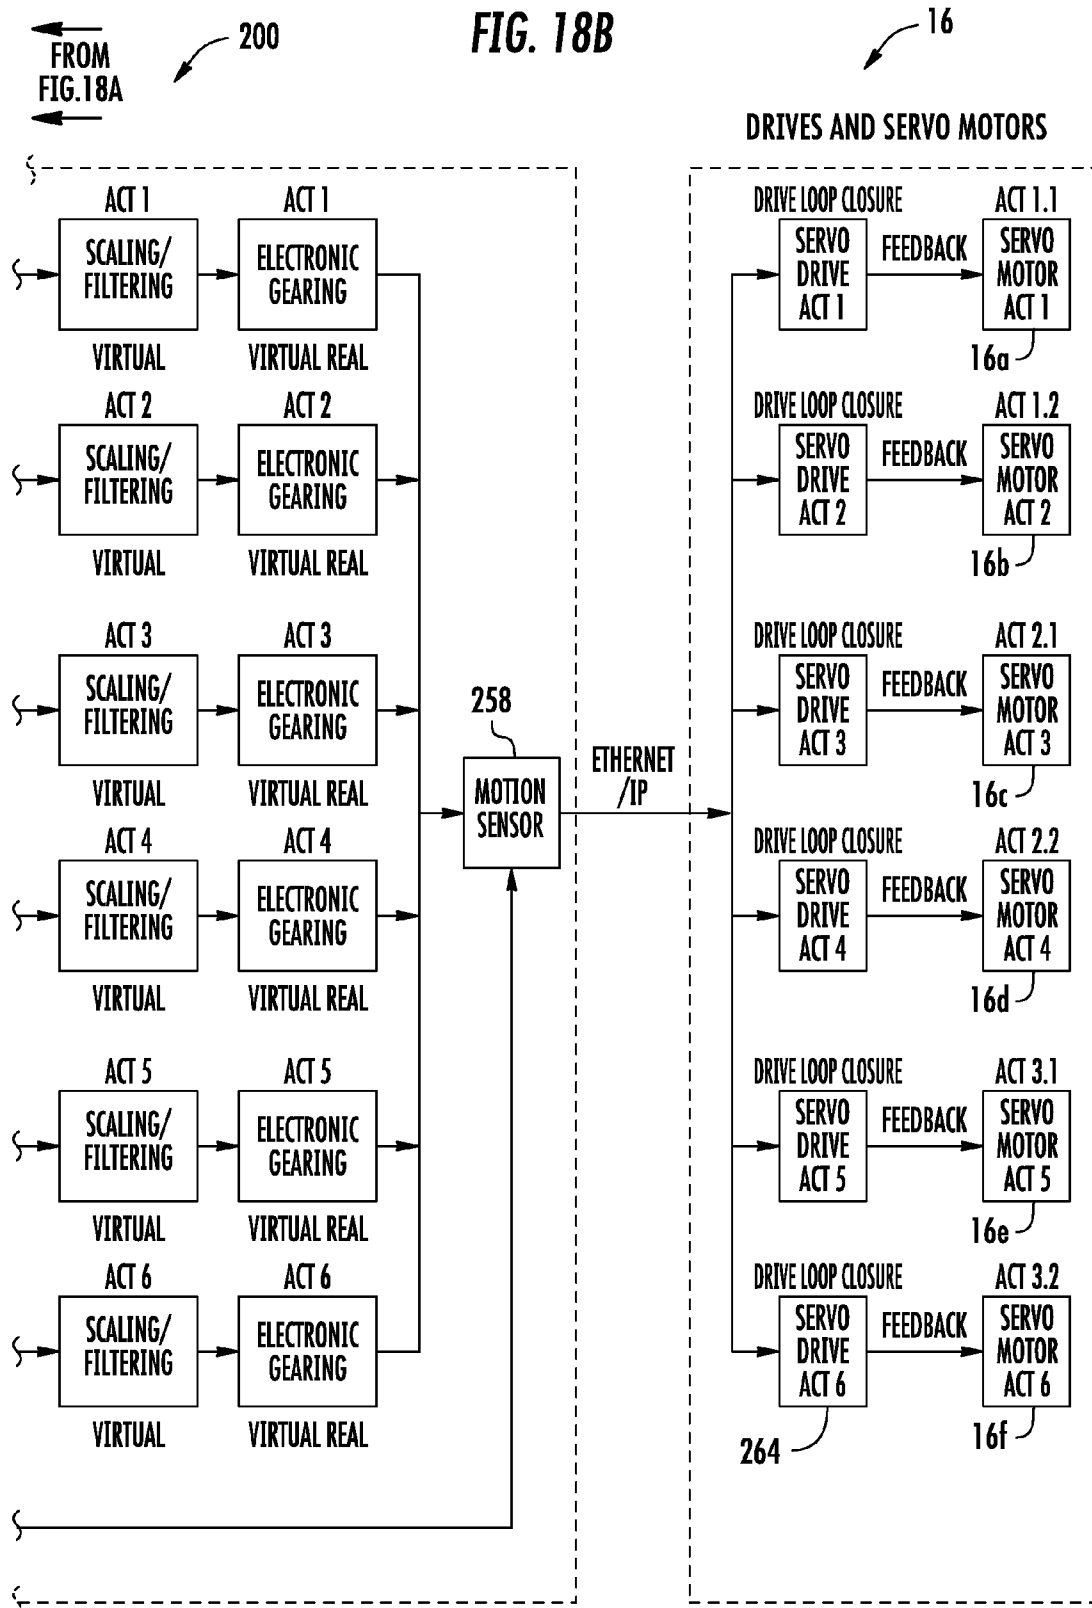 FIG. 18B
200
FROM
FIG.18A
16
DRIVES AND SERVO MOTORS
ACT 1
SCALING/
FILTERING
VIRTUAL
ACT 1
ELECTRONIC
GEARING
VIRTUAL REAL
ACT 2
SCALING/
FILTERING
VIRTUAL
ACT 2
ELECTRONIC
GEARING
VIRTUAL REAL
ACT 3
SCALING/
FILTERING
VIRTUAL
ACT 3
ELECTRONIC
GEARING
VIRTUAL REAL
ACT 4
SCALING/
FILTERING
VIRTUAL
ACT 4
ELECTRONIC
GEARING
VIRTUAL REAL
ACT 5
SCALING/
FILTERING
VIRTUAL
ACT 5
ELECTRONIC
GEARING
VIRTUAL REAL
ACT 6
SCALING/
FILTERING
VIRTUAL
ACT 6
ELECTRONIC
GEARING
VIRTUAL REAL
258
MOTION
SENSOR
ETHERNET
/IP
DRIVE LOOP CLOSURE
SERVO
DRIVE
ACT 1
FEEDBACK
ACT 1.1
SERVO
MOTOR
ACT 1
16a
DRIVE LOOP CLOSURE
SERVO
DRIVE
ACT 2
FEEDBACK
ACT 1.2
SERVO
MOTOR
ACT 2
16b
DRIVE LOOP CLOSURE
SERVO
DRIVE
ACT 3
FEEDBACK
ACT 2.1
SERVO
MOTOR
ACT 3
16c
DRIVE LOOP CLOSURE
SERVO
DRIVE
ACT 4
FEEDBACK
ACT 2.2
SERVO
MOTOR
ACT 4
16d
DRIVE LOOP CLOSURE
SERVO
DRIVE
ACT 5
FEEDBACK
ACT 3.1
SERVO
MOTOR
ACT 5
16e
DRIVE LOOP CLOSURE
SERVO
DRIVE
ACT 6
264
FEEDBACK
ACT 3.2
SERVO
MOTOR
ACT 6
16f